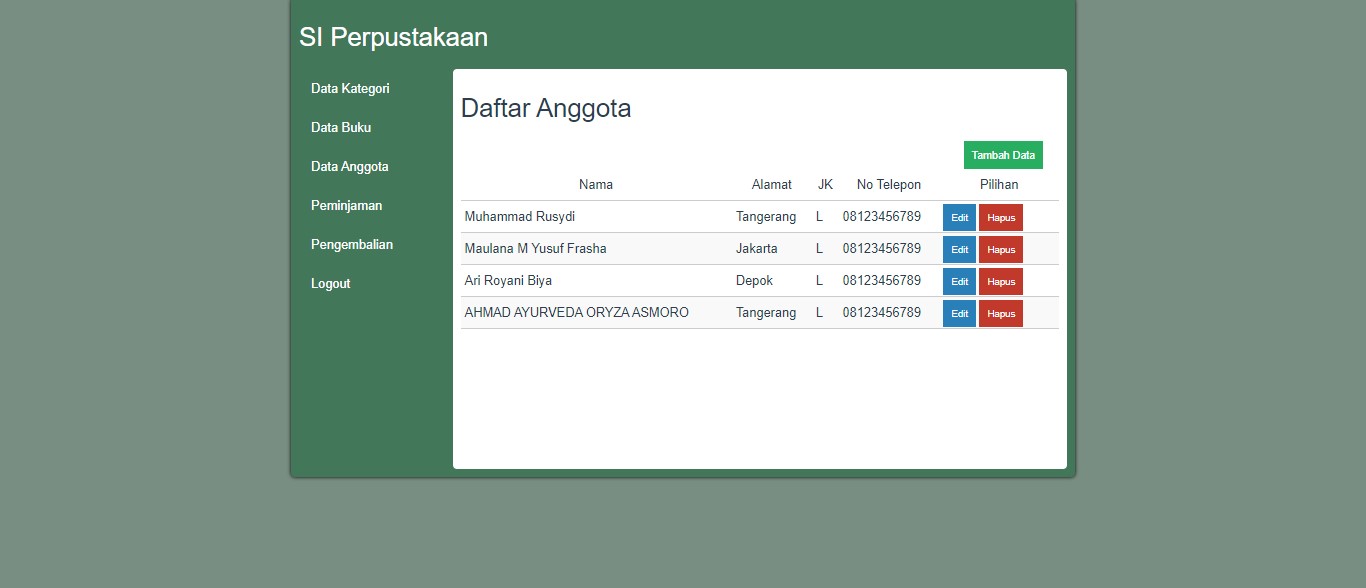 SI Perpustakaan
Data Kategori
Data Buku
Data Anggota
Peminjaman
Pengembalian
Logout
Daftar Anggota
Tambah Data
Nama Alamat JK No Telepon Pilihan
Muhammad Rusydi Tangerang L 08123456789 Edit Hapus
Maulana M Yusuf Frasha Jakarta L 08123456789 Edit Hapus
Ari Royani Biya Depok L 08123456789 Edit Hapus
AHMAD AYURVEDA ORYZA ASMORO Tangerang L 08123456789 Edit Hapus